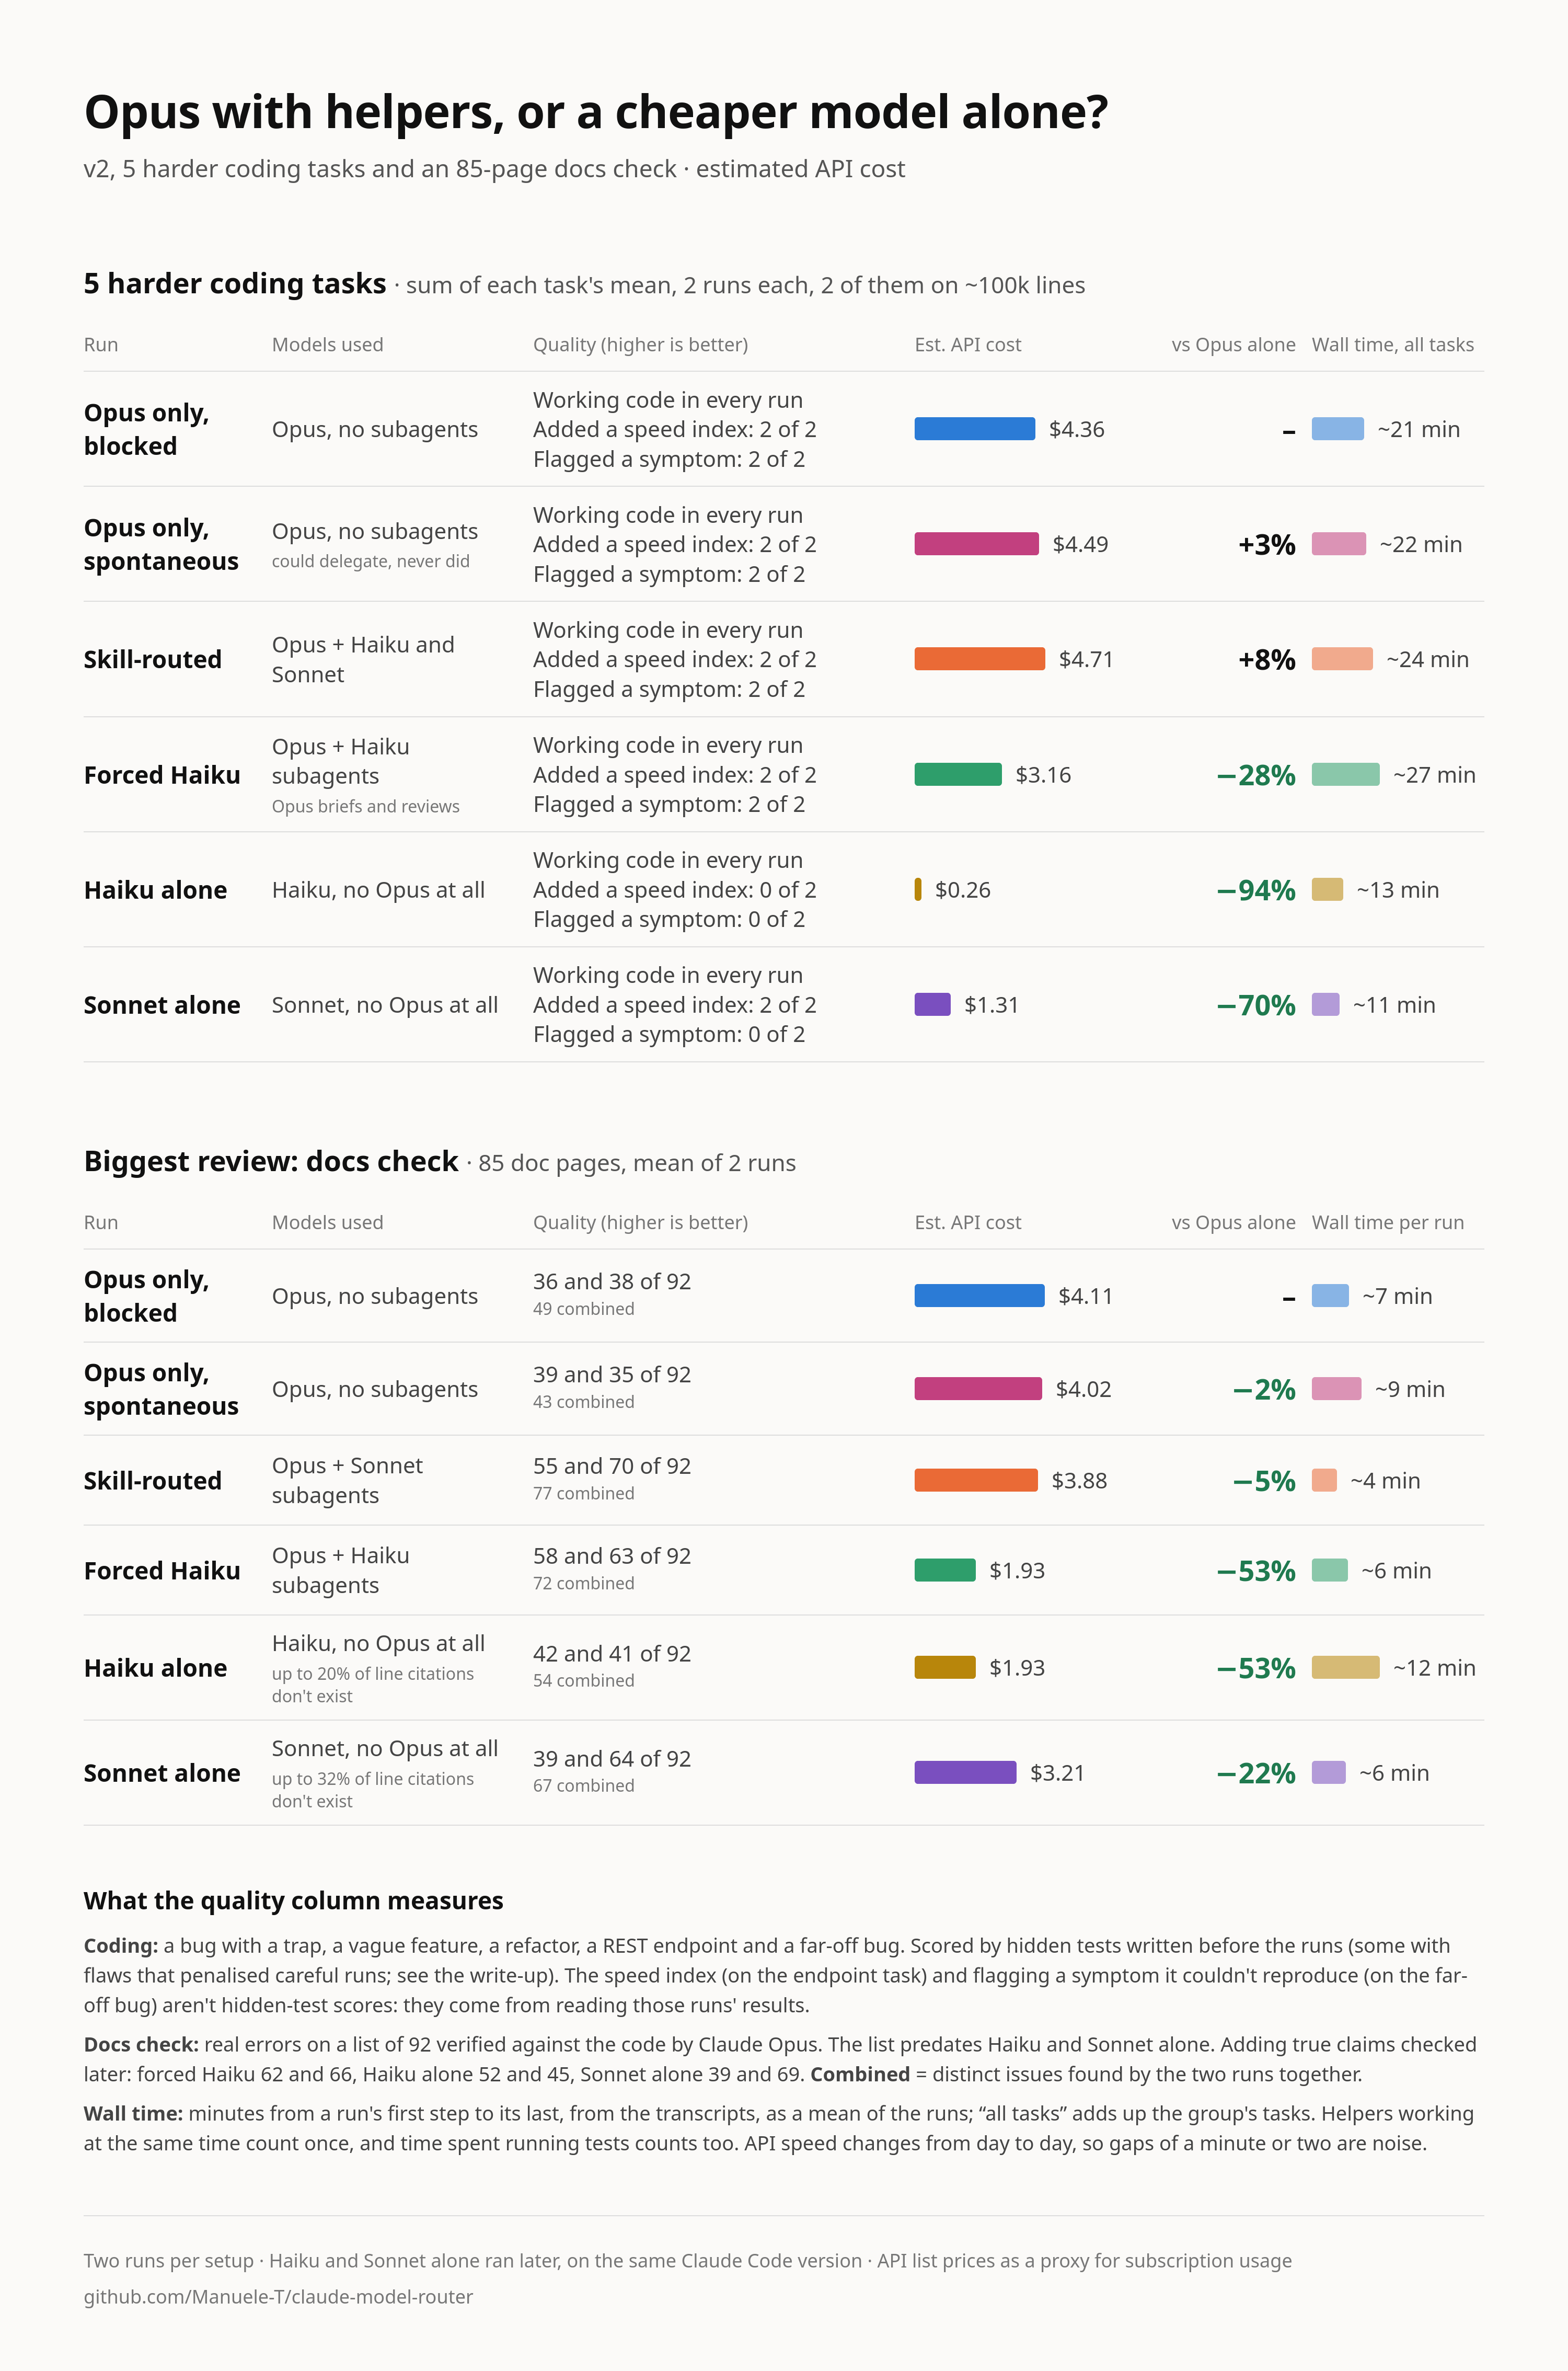 Opus with helpers, or a cheaper model alone?
v2, 5 harder coding tasks and an 85-page docs check · estimated API cost
5 harder coding tasks · sum of each task's mean, 2 runs each, 2 of them on ~100k lines
Run Models used Quality (higher is better) Est. API cost vs Opus alone Wall time, all tasks
Opus only,
blocked
Opus, no subagents
Working code in every run
Added a speed index: 2 of 2
Flagged a symptom: 2 of 2
$4.36 – ~21 min
Opus only,
spontaneous
Opus, no subagents
could delegate, never did
Working code in every run
Added a speed index: 2 of 2
Flagged a symptom: 2 of 2
$4.49 +3% ~22 min
Skill-routed
Opus + Haiku and
Sonnet
Working code in every run
Added a speed index: 2 of 2
Flagged a symptom: 2 of 2
$4.71 +8% ~24 min
Forced Haiku
Opus + Haiku
subagents
Opus briefs and reviews
Working code in every run
Added a speed index: 2 of 2
Flagged a symptom: 2 of 2
$3.16 −28% ~27 min
Haiku alone
Haiku, no Opus at all
Working code in every run
Added a speed index: 0 of 2
Flagged a symptom: 0 of 2
$0.26 −94% ~13 min
Sonnet alone
Sonnet, no Opus at all
Working code in every run
Added a speed index: 2 of 2
Flagged a symptom: 0 of 2
$1.31 −70% ~11 min
Biggest review: docs check · 85 doc pages, mean of 2 runs
Run Models used Quality (higher is better) Est. API cost vs Opus alone Wall time per run
Opus only,
blocked
Opus, no subagents
36 and 38 of 92
49 combined
$4.11 – ~7 min
Opus only,
spontaneous
Opus, no subagents
39 and 35 of 92
43 combined
$4.02 −2% ~9 min
Skill-routed
Opus + Sonnet
subagents
55 and 70 of 92
77 combined
$3.88 −5% ~4 min
Forced Haiku
Opus + Haiku
subagents
58 and 63 of 92
72 combined
$1.93 −53% ~6 min
Haiku alone
Haiku, no Opus at all
up to 20% of line citations
don't exist
42 and 41 of 92
54 combined
$1.93 −53% ~12 min
Sonnet alone
Sonnet, no Opus at all
up to 32% of line citations
don't exist
39 and 64 of 92
67 combined
$3.21 −22% ~6 min
What the quality column measures
Coding: a bug with a trap, a vague feature, a refactor, a REST endpoint and a far-off bug. Scored by hidden tests written before the runs (some with
flaws that penalised careful runs; see the write-up). The speed index (on the endpoint task) and flagging a symptom it couldn't reproduce (on the far-
off bug) aren't hidden-test scores: they come from reading those runs' results.
Docs check: real errors on a list of 92 verified against the code by Claude Opus. The list predates Haiku and Sonnet alone. Adding true claims checked
later: forced Haiku 62 and 66, Haiku alone 52 and 45, Sonnet alone 39 and 69. Combined = distinct issues found by the two runs together.
Wall time: minutes from a run's first step to its last, from the transcripts, as a mean of the runs; “all tasks” adds up the group's tasks. Helpers working
at the same time count once, and time spent running tests counts too. API speed changes from day to day, so gaps of a minute or two are noise.
Two runs per setup · Haiku and Sonnet alone ran later, on the same Claude Code version · API list prices as a proxy for subscription usage
github.com/Manuele-T/claude-model-router